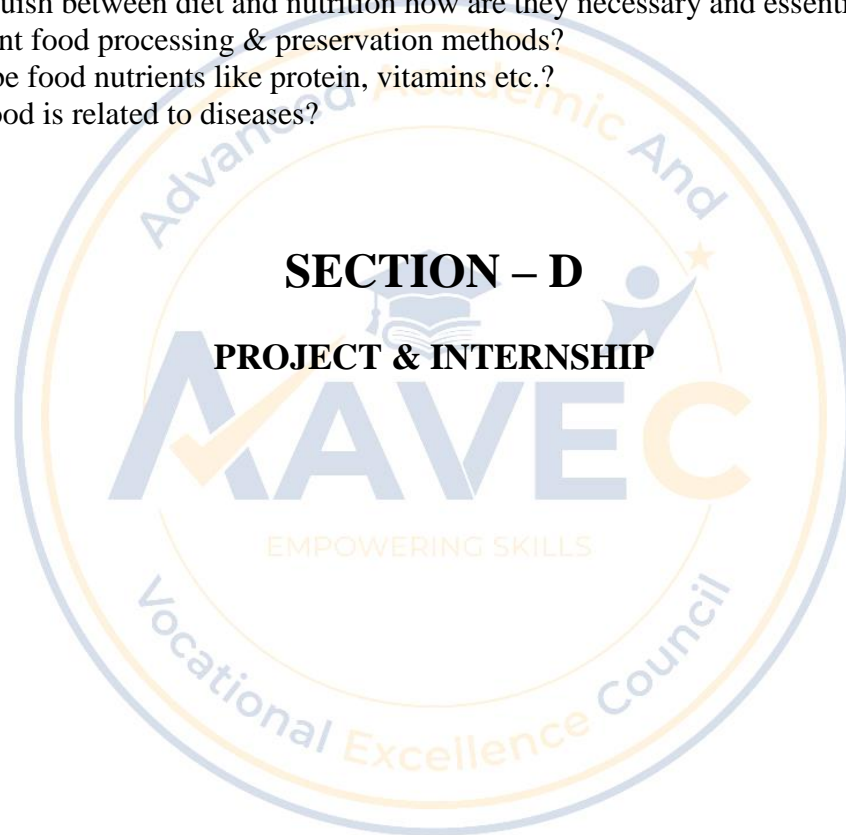 uish between diet and nutrition how are they necessary and essenti
nt food processing & preservation methods?
be food nutrients like protein, vitamins etc.?
ood is related to diseases?
Advanced Academic And
SECTION – D
PROJECT & INTERNSHIP
AAVEC
EMPOWERING SKILLS
Vocational Excellence Council